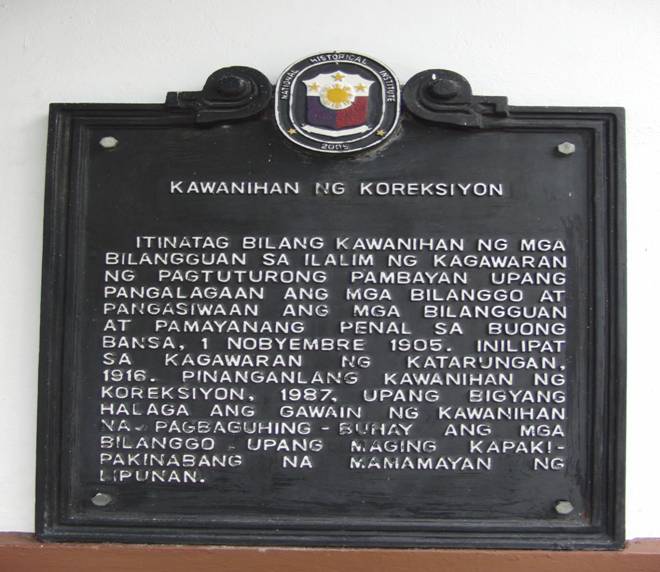 NATIONAL HISTORICAL INSTITUTE
2005
KAWANIHAN NG KOREKSIYON
ITINATAG BILANG KAWANIHAN NG MGA
BILANGGUAN SA ILALIM NG KAGAWARAN
NG PAGTUTURONG PAMBAYAN UPANG
PANGALAGAAN ANG MGA BILANGGO AT
PANGASIWAAN ANG MGA BILANGGUAN
AT PAMAYANANG PENAL SA BUONG
BANSA, 1 NOBYEMBRE 1905. INILIPAT
SA KAGAWARAN NG KATARUNGAN,
1916. PINANGANLANG KAWANIHAN NG
KOREKSIYON, 1987, UPANG BIGYANG
HALAGA ANG GAWAIN NG KAWANIHAN
NA PAGBAGUHING - BUHAY ANG MGA
BILANGGO UPANG MAGING KAPAKI-
PAKINABANG NA MAMAMAYAN NG
LIPUNAN.